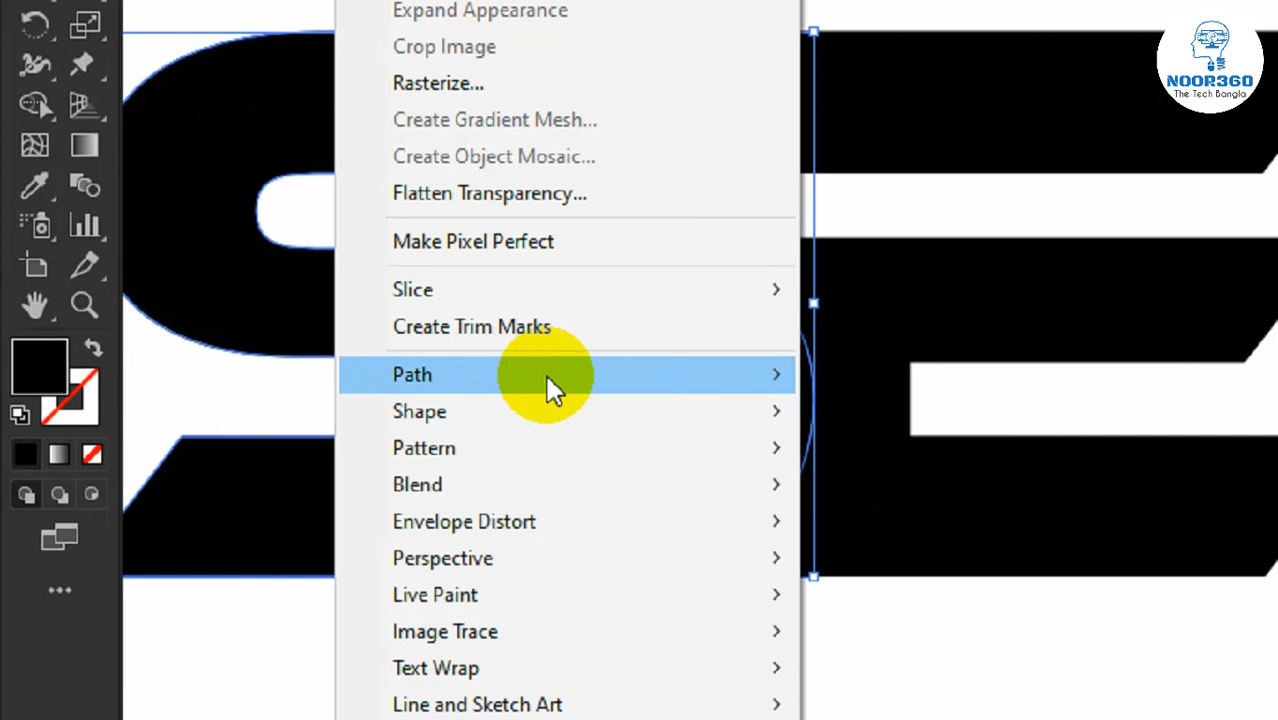 Expand Appearance
Crop Image
Rasterize...
Create Gradient Mesh...
Create Object Mosaic...
Flatten Transparency...
Make Pixel Perfect
Slice
Create Trim Marks
Path
Shape
Pattern
Blend
Envelope Distort
Perspective
Live Paint
Image Trace
Text Wrap
Line and Sketch Art
NOOR360
The Tech Bangla